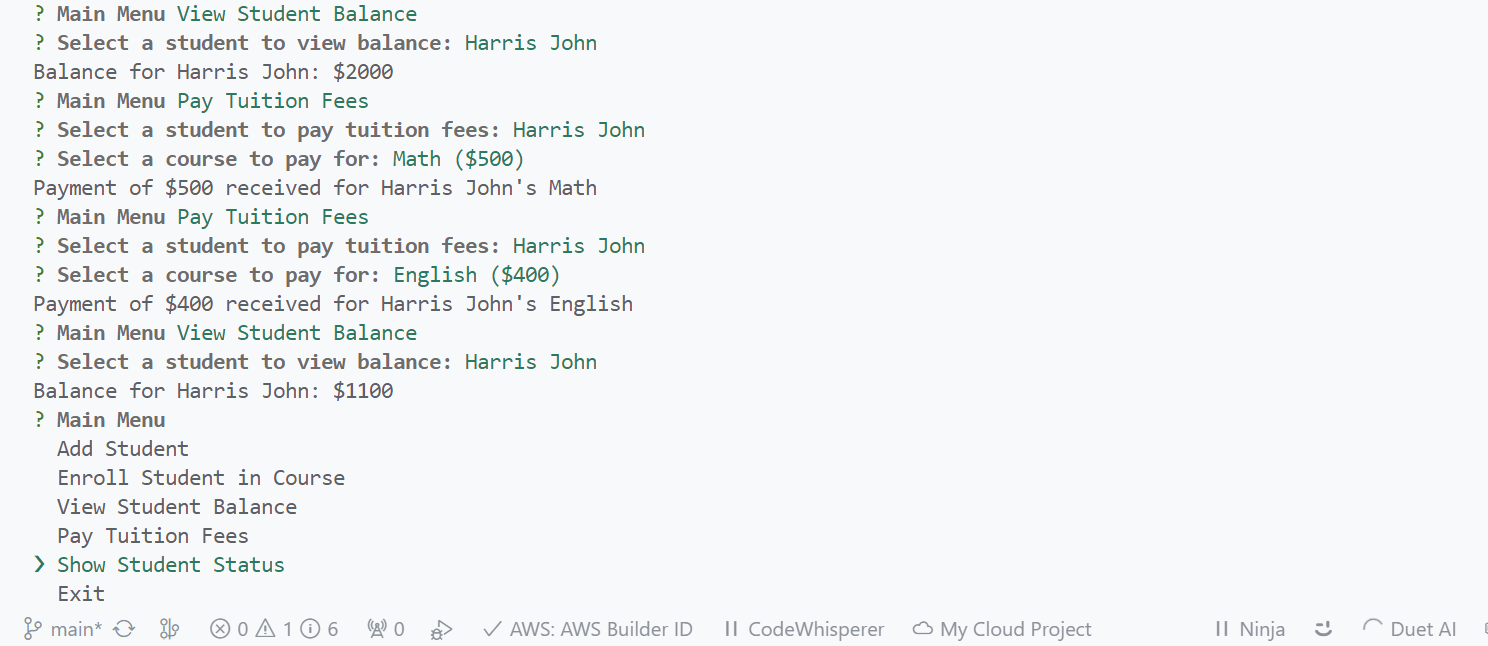 ? Main Menu View Student Balance
? Select a student to view balance: Harris John
Balance for Harris John: $2000
? Main Menu Pay Tuition Fees
? Select a student to pay tuition fees: Harris John
? Select a course to pay for: Math ($500)
Payment of $500 received for Harris John's Math
? Main Menu Pay Tuition Fees
? Select a student to pay tuition fees: Harris John
? Select a course to pay for: English ($400)
Payment of $400 received for Harris John's English
? Main Menu View Student Balance
? Select a student to view balance: Harris John
Balance for Harris John: $1100
? Main Menu
Add Student
Enroll Student in Course
View Student Balance
Pay Tuition Fees
❯ Show Student Status
Exit
main* 0 1 6 0 AWS: AWS Builder ID CodeWhisperer My Cloud Project Ninja Duet AI